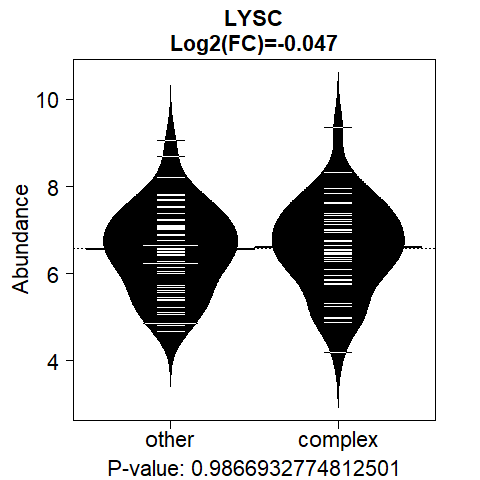 LYSC
Log2(FC)=-0.047
10
8
6
4
Abundance
other complex
P-value: 0.9866932774812501